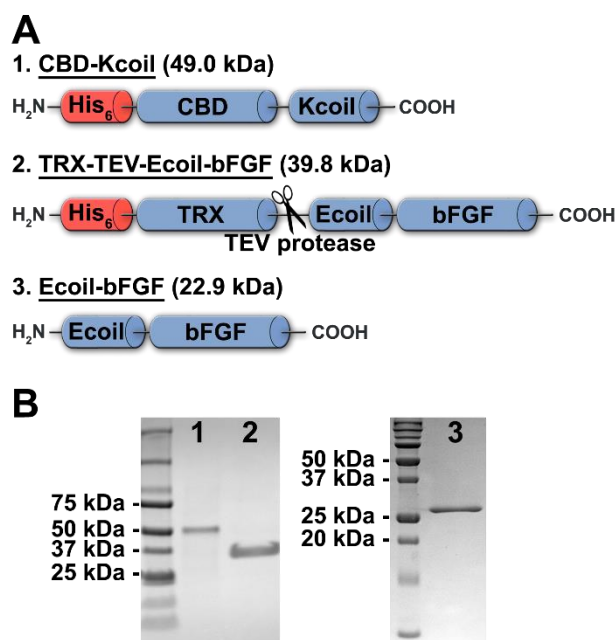 A
1. CBD-Kcoil (49.0 kDa)
H₂N His₆ CBD Kcoil COOH
2. TRX-TEV-Ecoil-bFGF (39.8 kDa)
H₂N His₆ TRX Ecoil bFGF COOH
TEV protease
3. Ecoil-bFGF (22.9 kDa)
H₂N Ecoil bFGF COOH
B
1 2
75 kDa -
50 kDa -
37 kDa -
25 kDa -
3
50 kDa -
37 kDa -
25 kDa -
20 kDa -